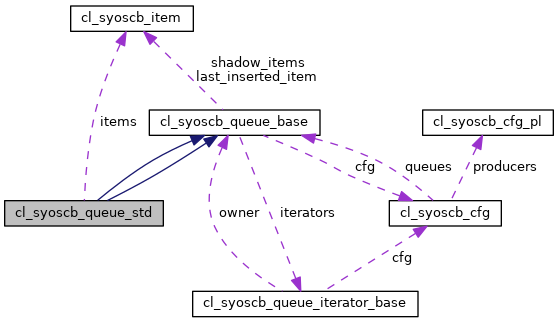 cl_syoscb_item
shadow_items
last_inserted_item
items
cl_syoscb_queue_base
cl_syoscb_cfg_pl
cfg
queues
producers
cl_syoscb_queue_std
owner
iterators
cl_syoscb_cfg
cfg
cl_syoscb_queue_iterator_base